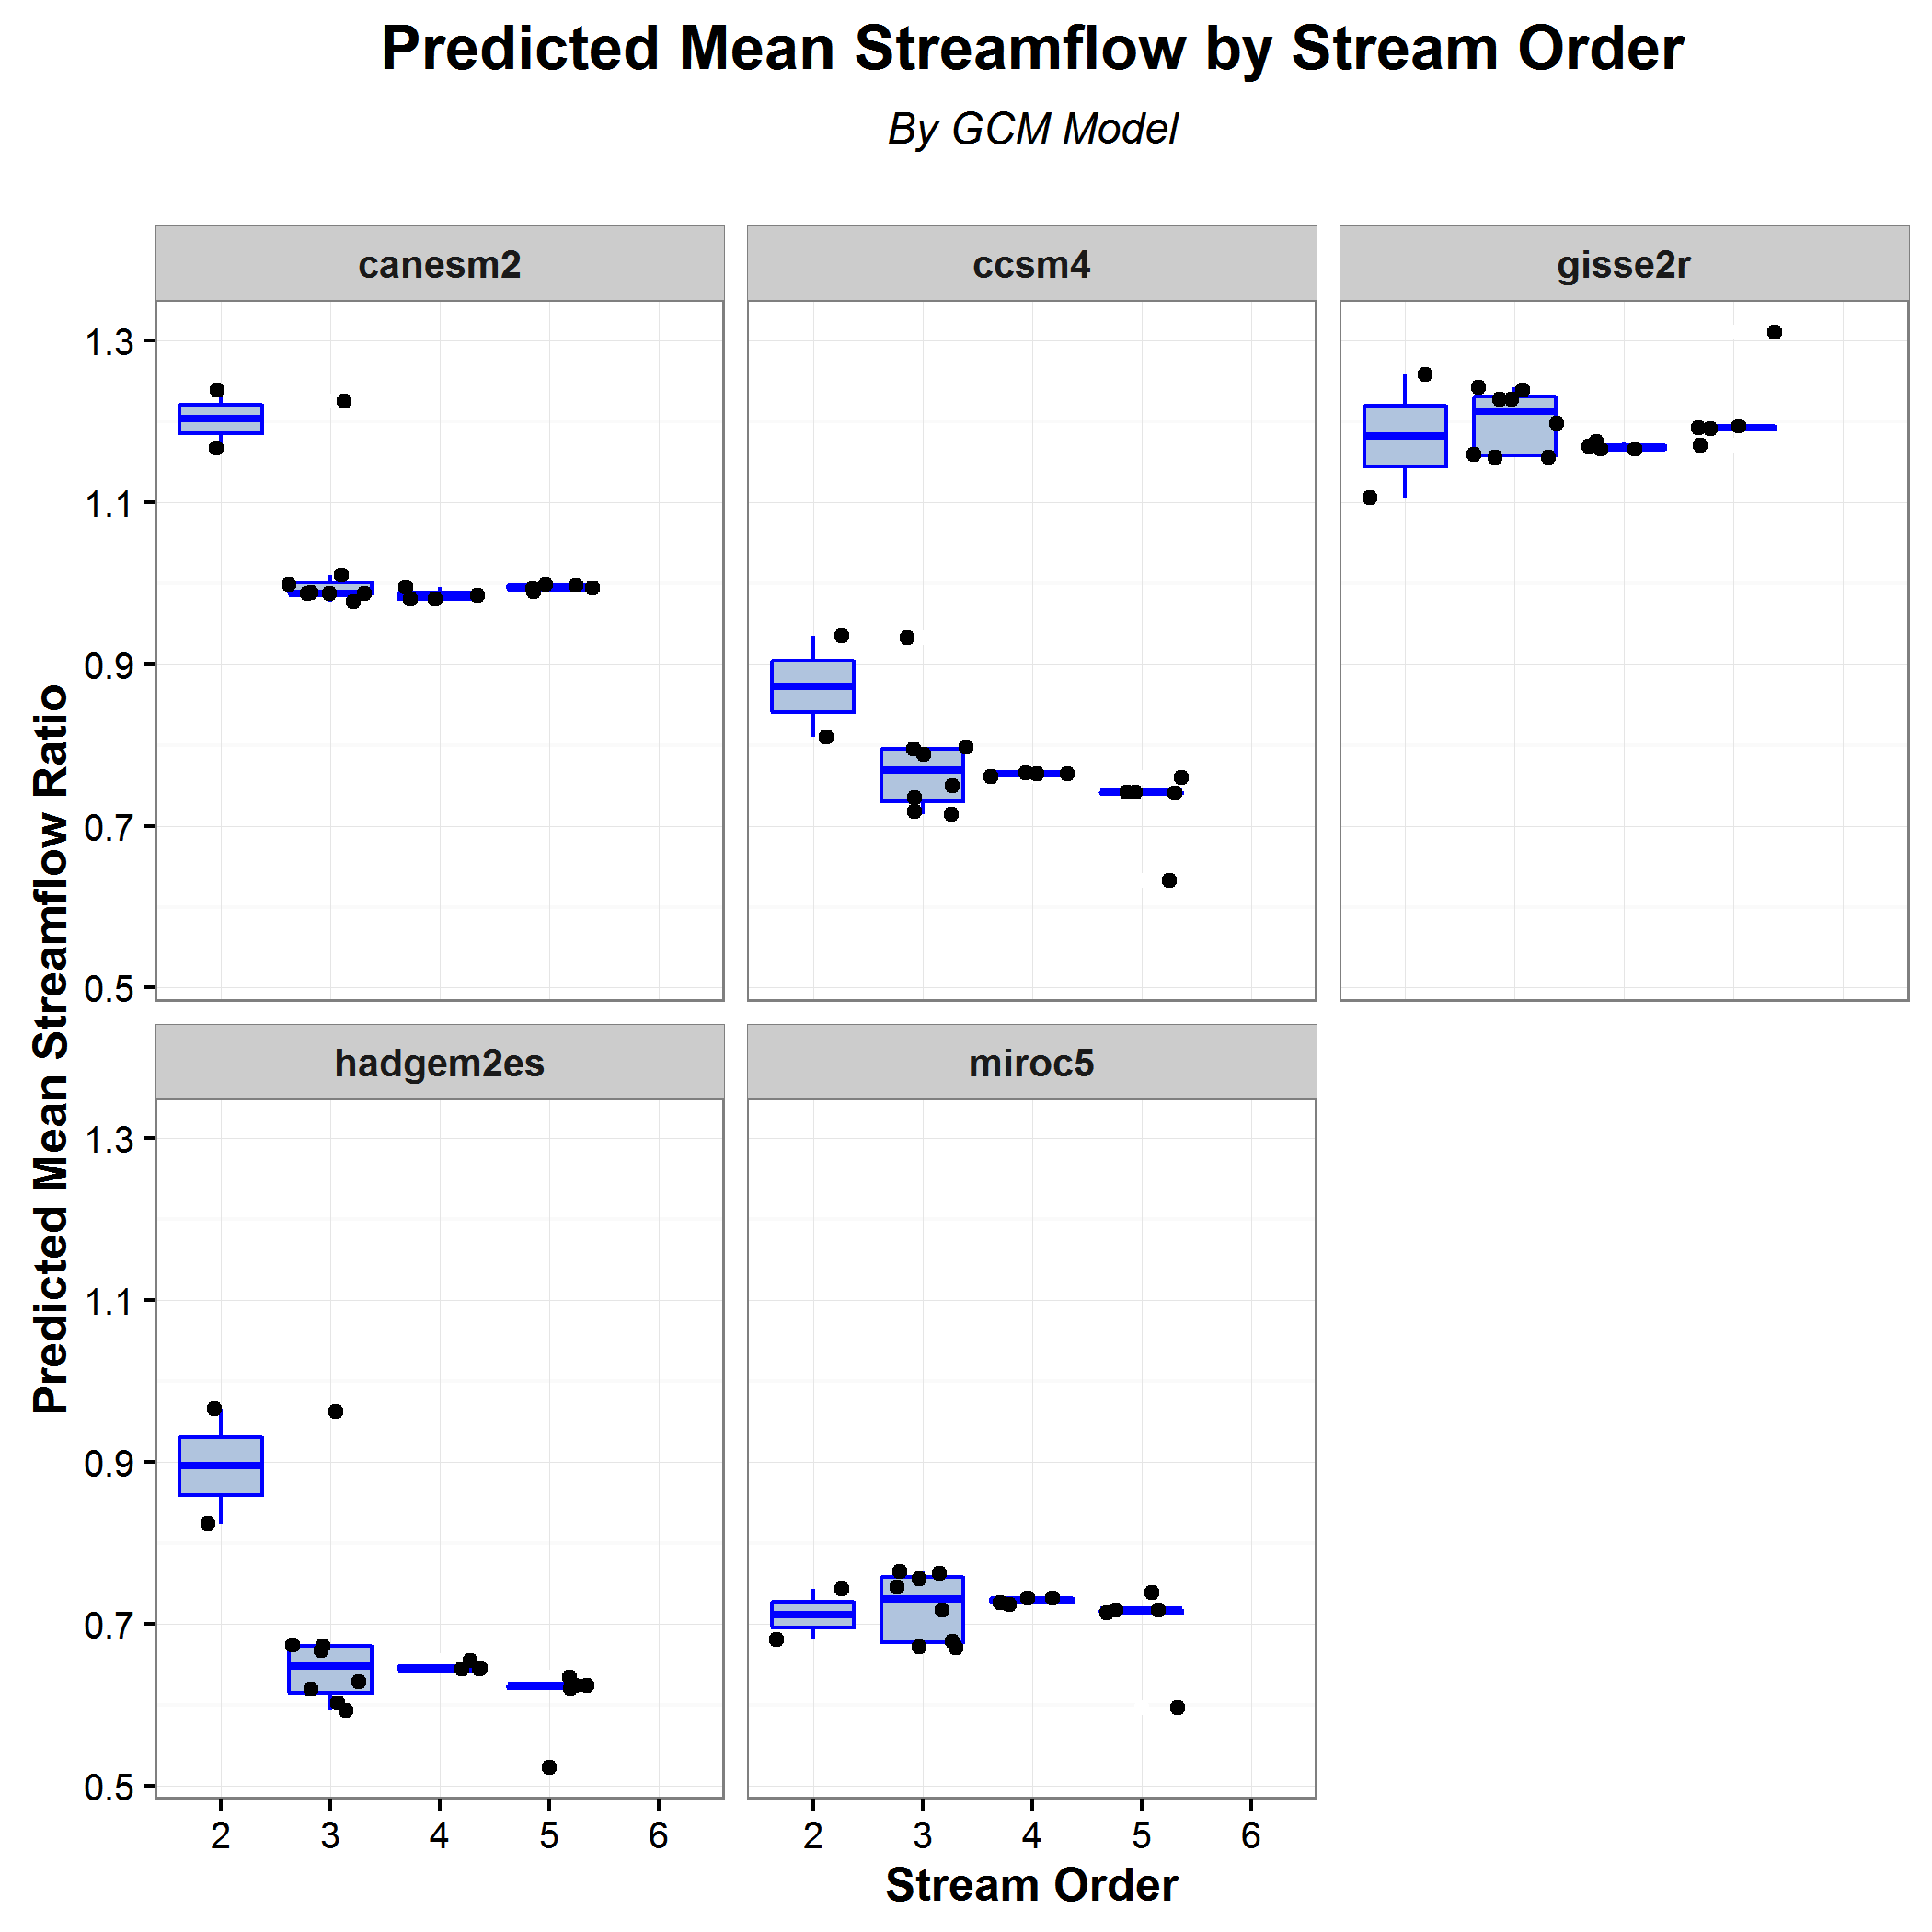 Predicted Mean Streamflow by Stream Order
By GCM Model
canesm2 ccsm4 gisse2r
1.3
1.1
0.9
0.7
0.5
Predicted Mean Streamflow Ratio
hadgem2es miroc5
1.3
1.1
0.9
0.7
0.5
2 3 4 5 6 2 3 4 5 6
Stream Order